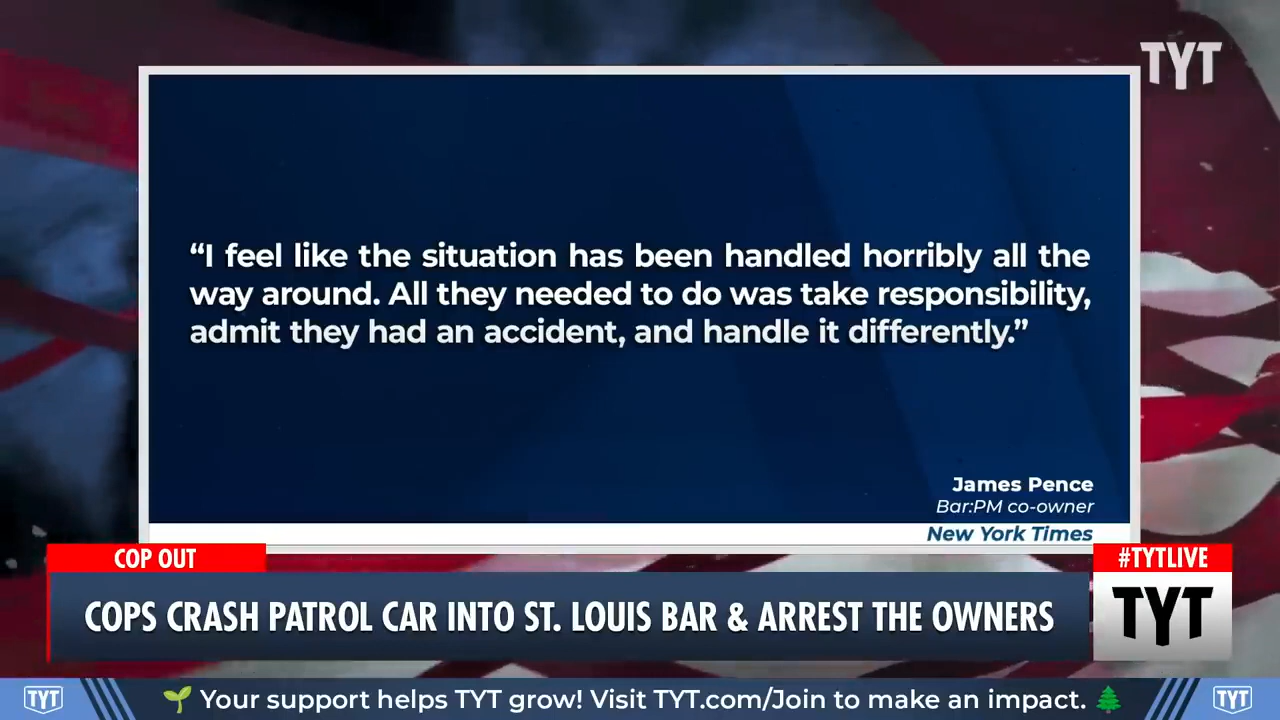 TYT
“I feel like the situation has been handled horribly all the
way around. All they needed to do was take responsibility,
admit they had an accident, and handle it differently.”
James Pence
Bar:PM co-owner
New York Times
COP OUT
#TYTLIVE
COPS CRASH PATROL CAR INTO ST. LOUIS BAR & ARREST THE OWNERS
TYT
TYT
🌱 Your support helps TYT grow! Visit TYT.com/Join to make an impact. 🌲
TYT